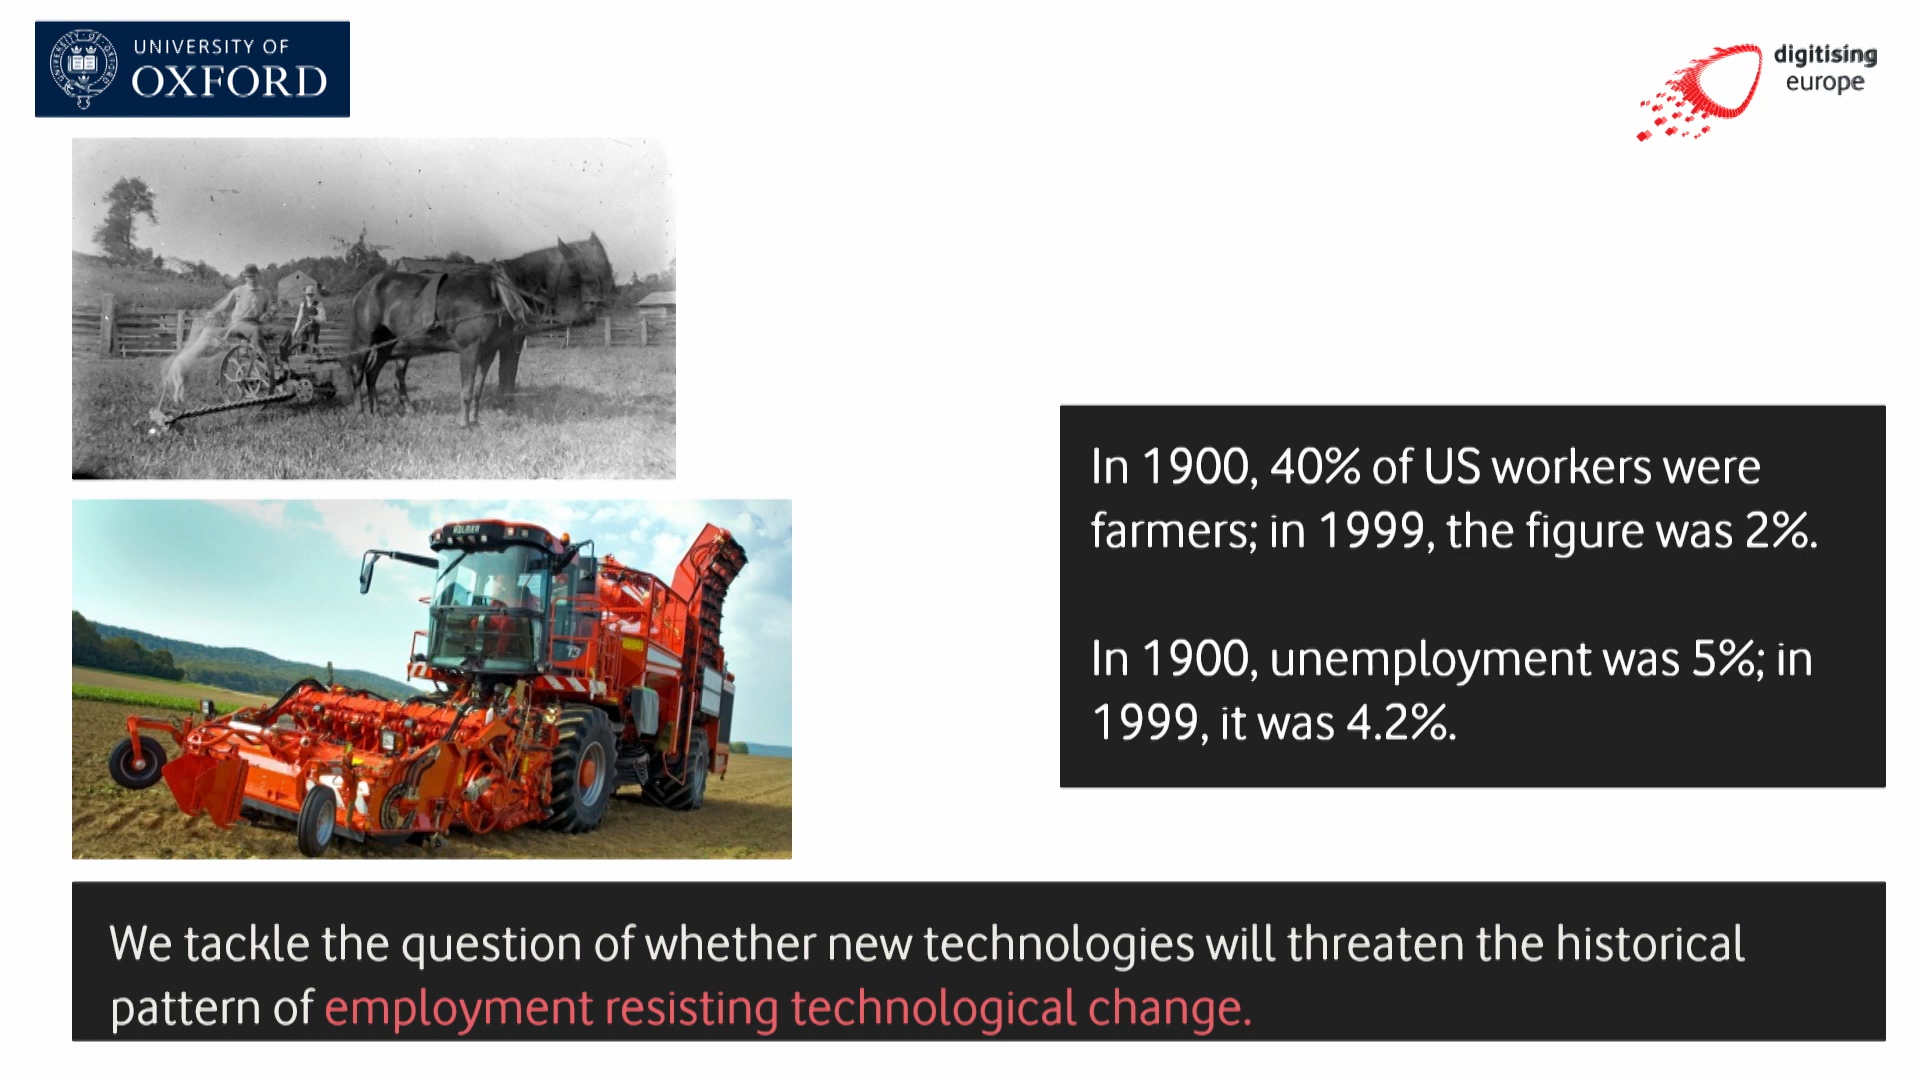 UNIVERSITY OF
OXFORD
digitising
europe
HOLMER
T3
In 1900, 40% of US workers were
farmers; in 1999, the figure was 2%.
In 1900, unemployment was 5%; in
1999, it was 4.2%.
We tackle the question of whether new technologies will threaten the historical
pattern of employment resisting technological change.